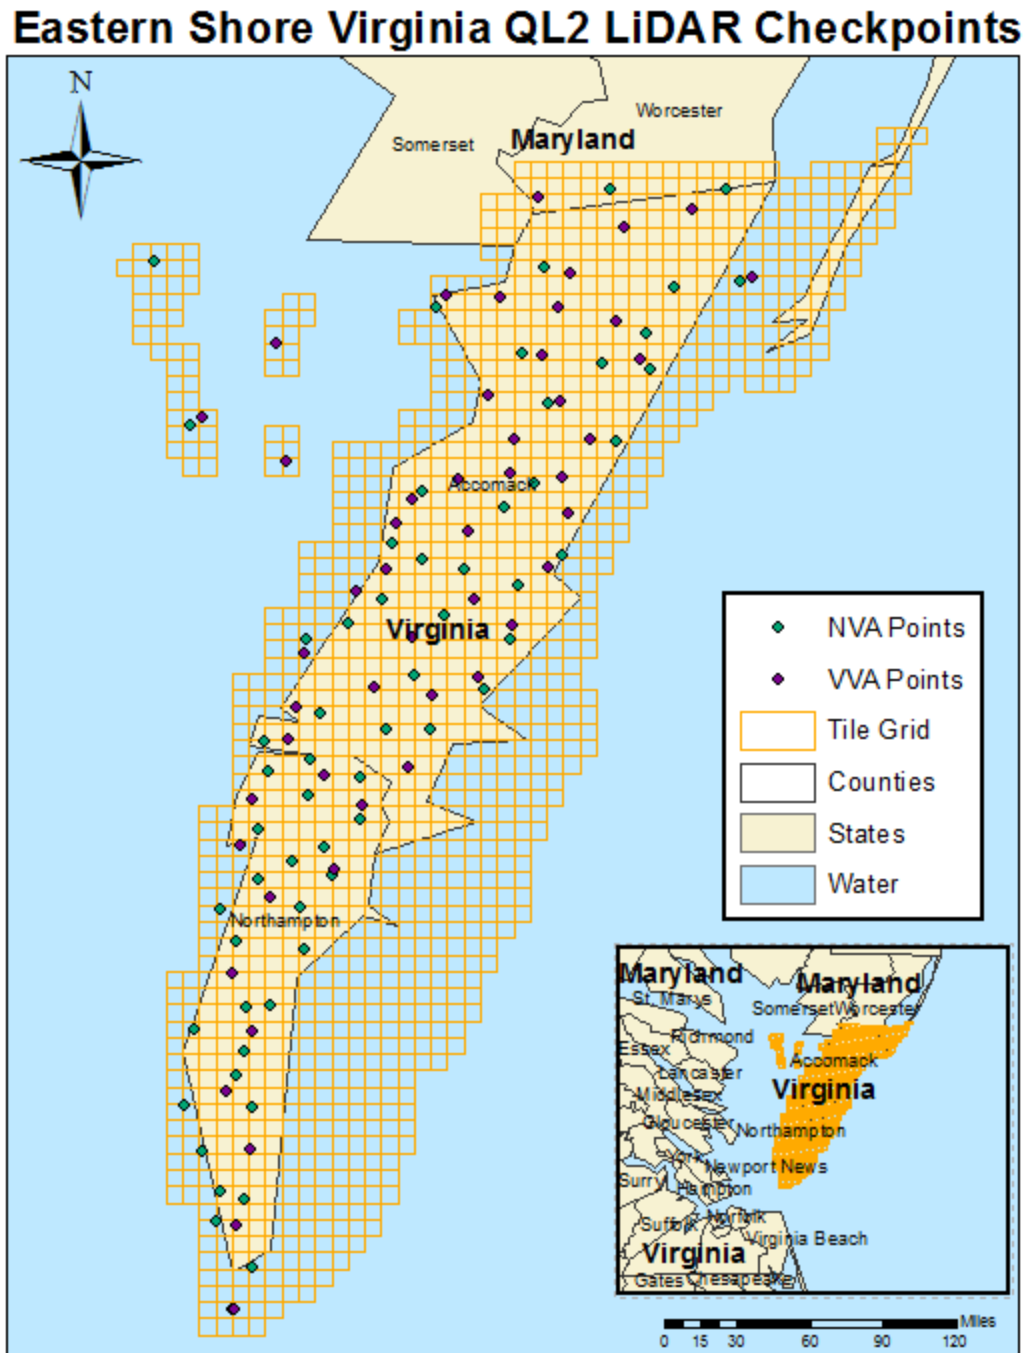 Eastern Shore Virginia QL2 LiDAR Checkpoints
N
Worcester
Maryland
Somerset
Accomack
Virginia
Northampton
NVA Points
VVA Points
Tile Grid
Counties
States
Water
Maryland
Maryland
St. Marys
Somerset
Worcester
Richmond
Essex
Accomack
Lancaster
Virginia
Middlesex
Gloucester
Northampton
York
Newport News
Surry
Hampton
Norfolk
Suffolk
Virginia Beach
Virginia
Gates
Chesapeake
Miles
0 15 30 60 90 120